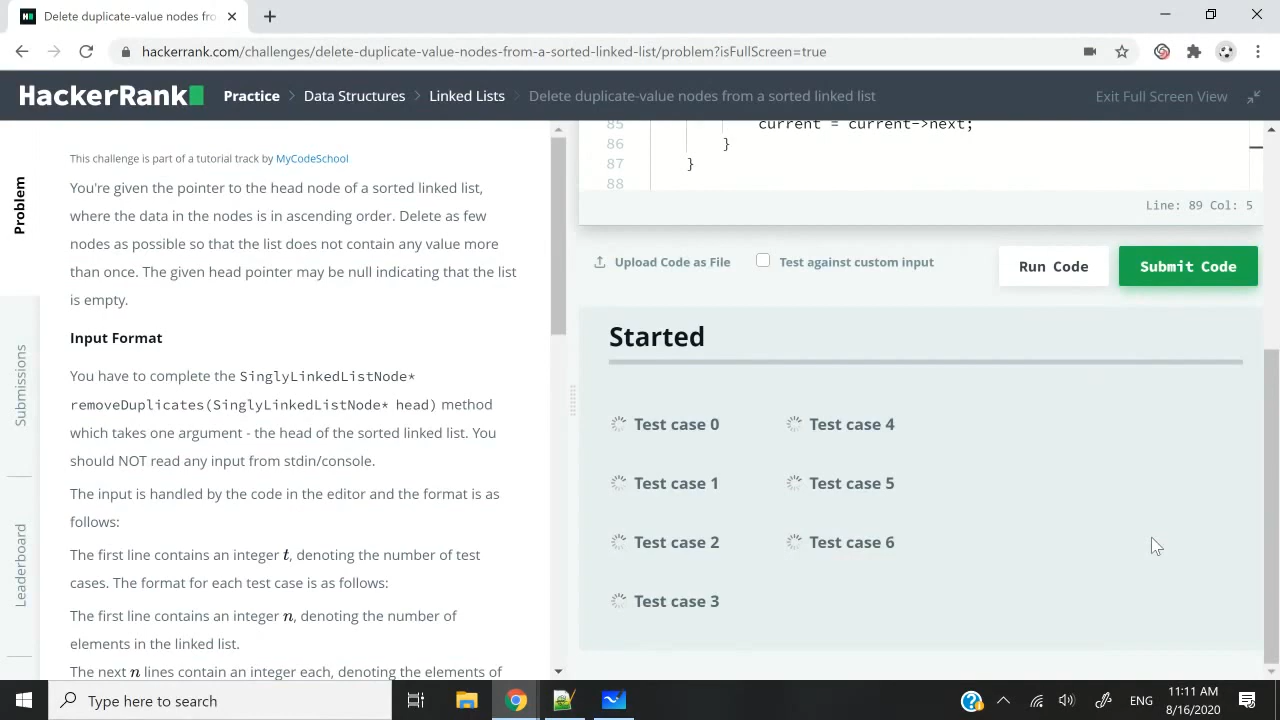 Delete duplicate-value nodes fro
hackerrank.com/challenges/delete-duplicate-value-nodes-from-a-sorted-linked-list/problem?isFullScreen=true
HackerRank
Practice > Data Structures > Linked Lists > Delete duplicate-value nodes from a sorted linked list
Exit Full Screen View
Problem
Submissions
Leaderboard
This challenge is part of a tutorial track by MyCodeSchool
You're given the pointer to the head node of a sorted linked list,
where the data in the nodes is in ascending order. Delete as few
nodes as possible so that the list does not contain any value more
than once. The given head pointer may be null indicating that the list
is empty.
Input Format
You have to complete the SinglyLinkedListNode*
removeDuplicates(SinglyLinkedListNode* head) method
which takes one argument - the head of the sorted linked list. You
should NOT read any input from stdin/console.
The input is handled by the code in the editor and the format is as
follows:
The first line contains an integer t, denoting the number of test
cases. The format for each test case is as follows:
The first line contains an integer n, denoting the number of
elements in the linked list.
The next n lines contain an integer each, denoting the elements of
85 current = current->next;
86 }
87 }
88
Line: 89 Col: 5
Upload Code as File
Test against custom input
Run Code
Submit Code
Started
Test case 0
Test case 4
Test case 1
Test case 5
Test case 2
Test case 6
Test case 3
Type here to search
ENG
11:11 AM
8/16/2020